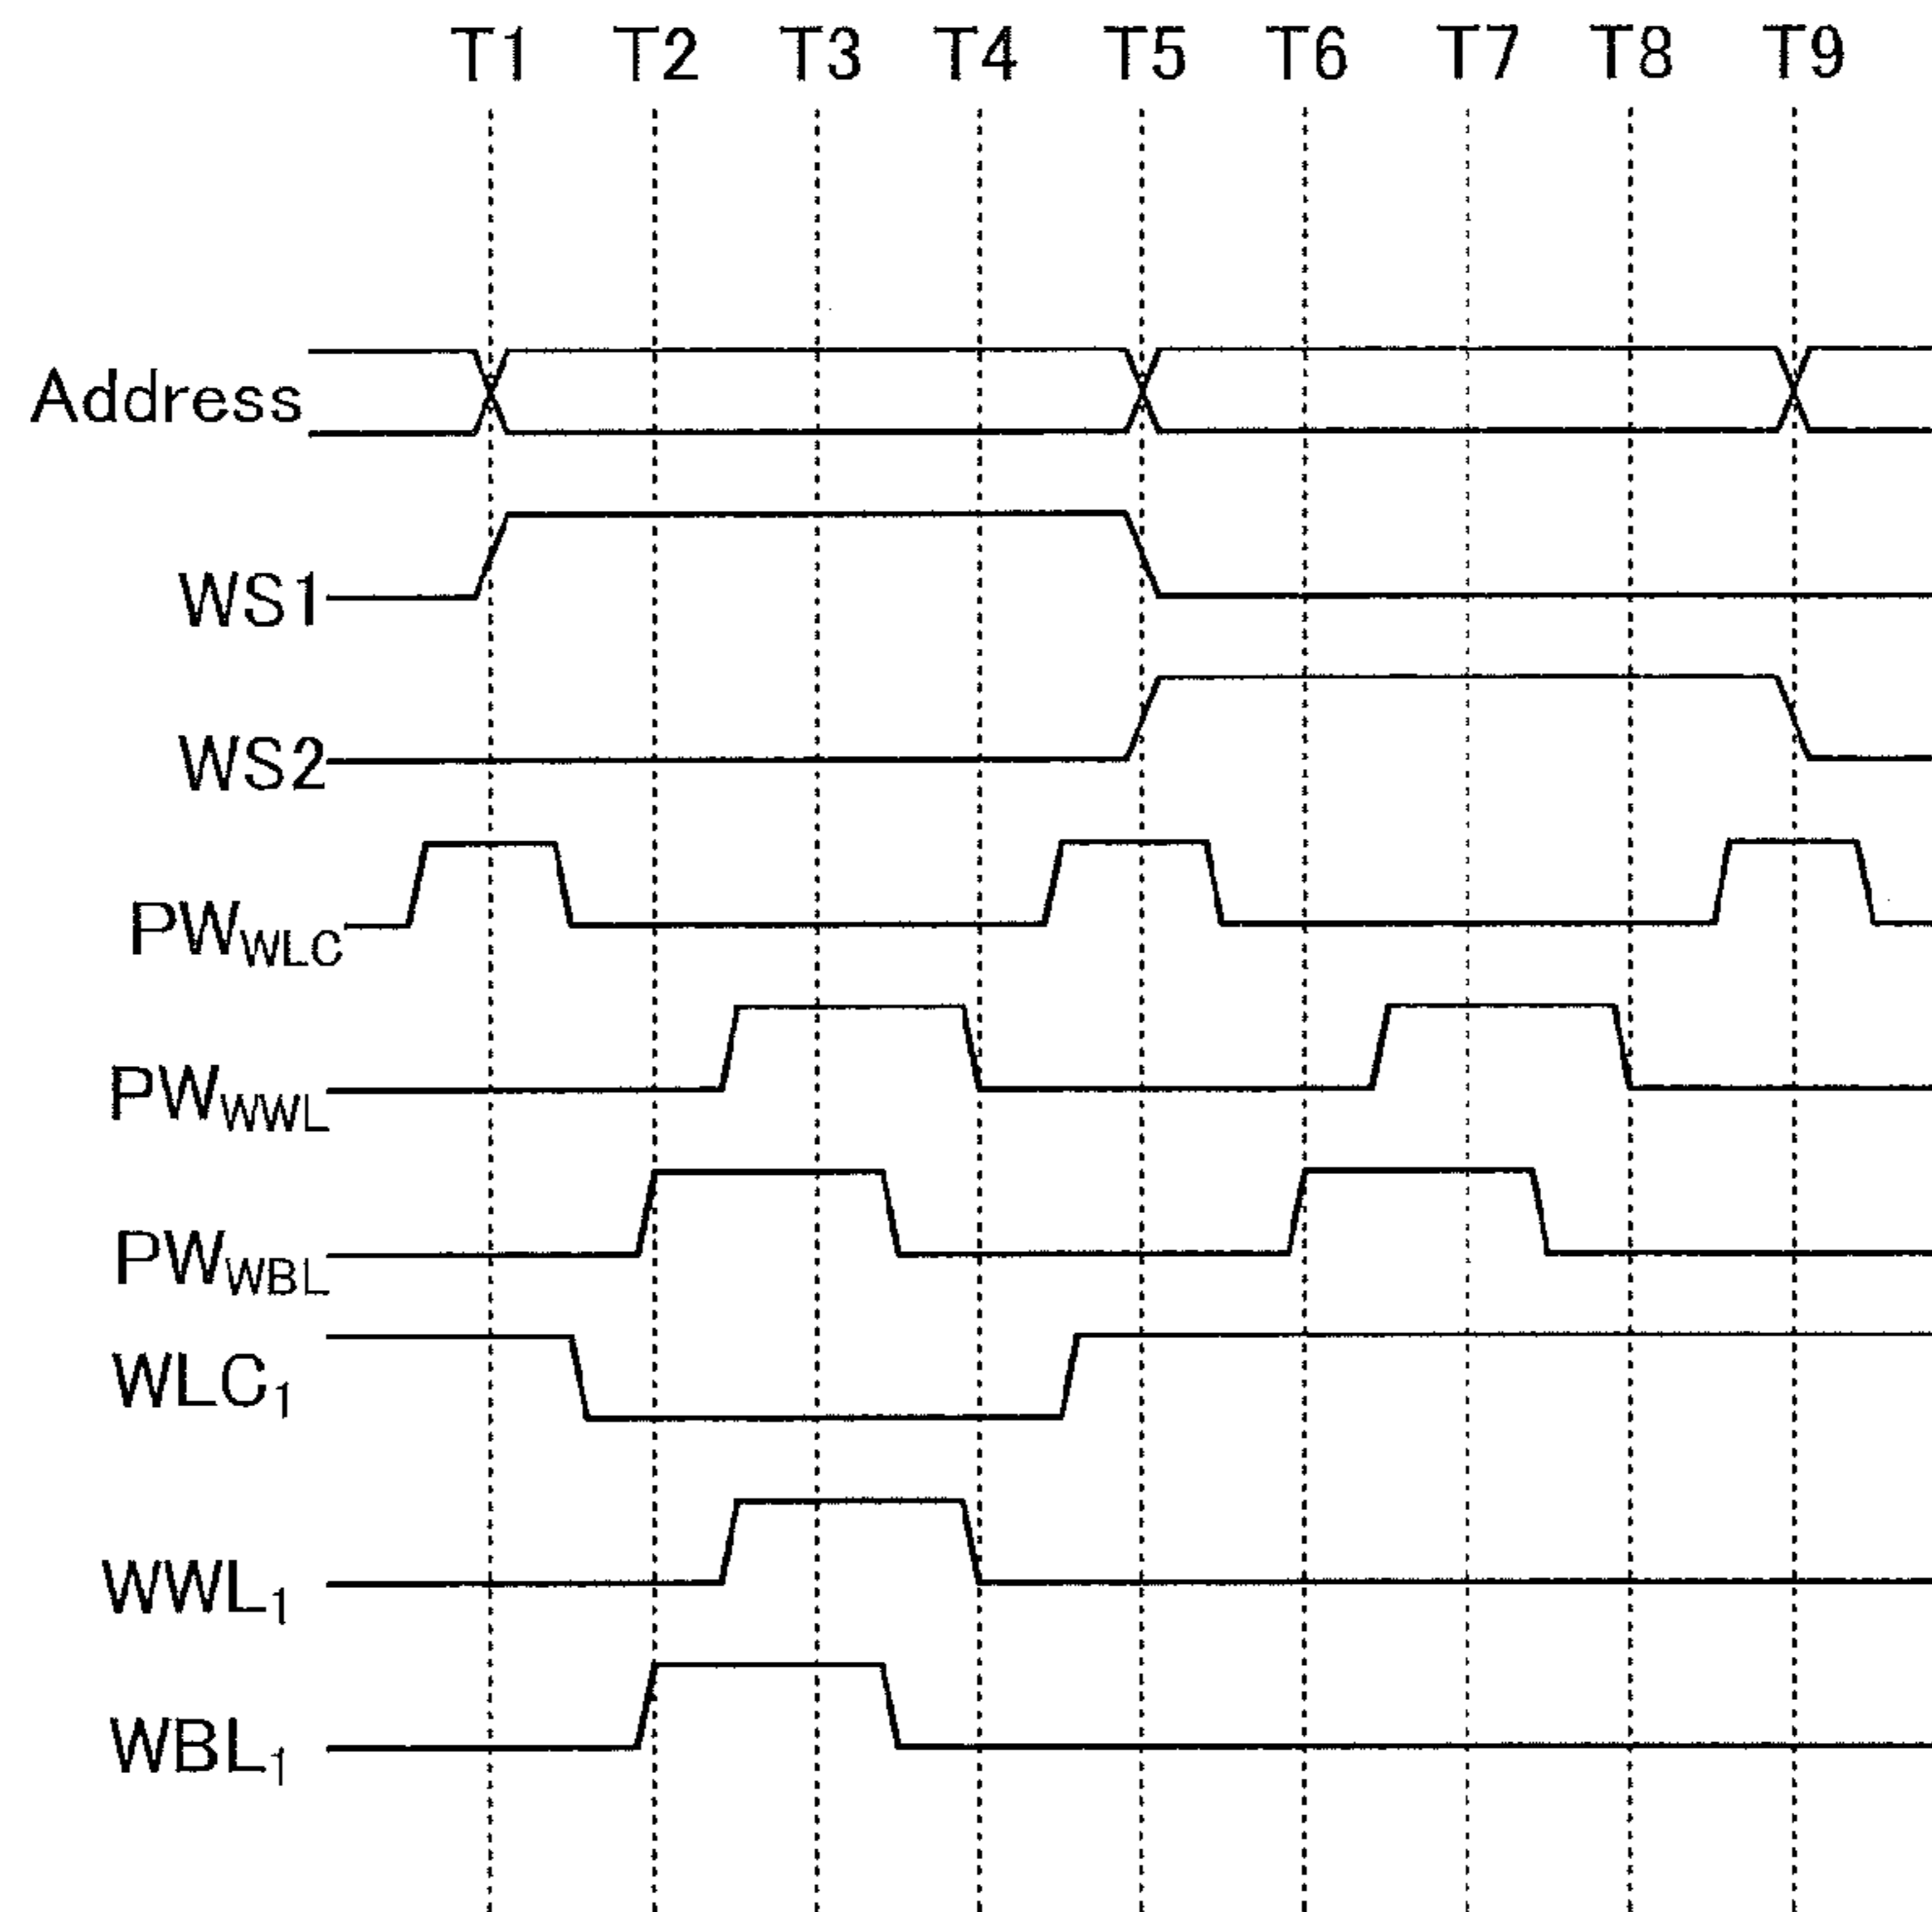 T1 T2 T3 T4 T5 T6 T7 T8 T9
Address
WS1
WS2
PWWLC
PWWWL
PWWBL
WLC1
WWL1
WBL1